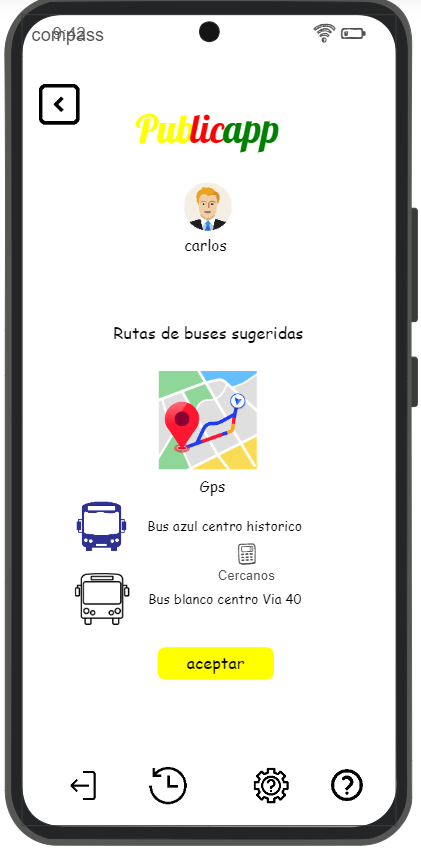 compass
9:42
Publicapp
carlos
Rutas de buses sugeridas
Gps
Bus azul centro historico
Cercanos
Bus blanco centro Via 40
aceptar